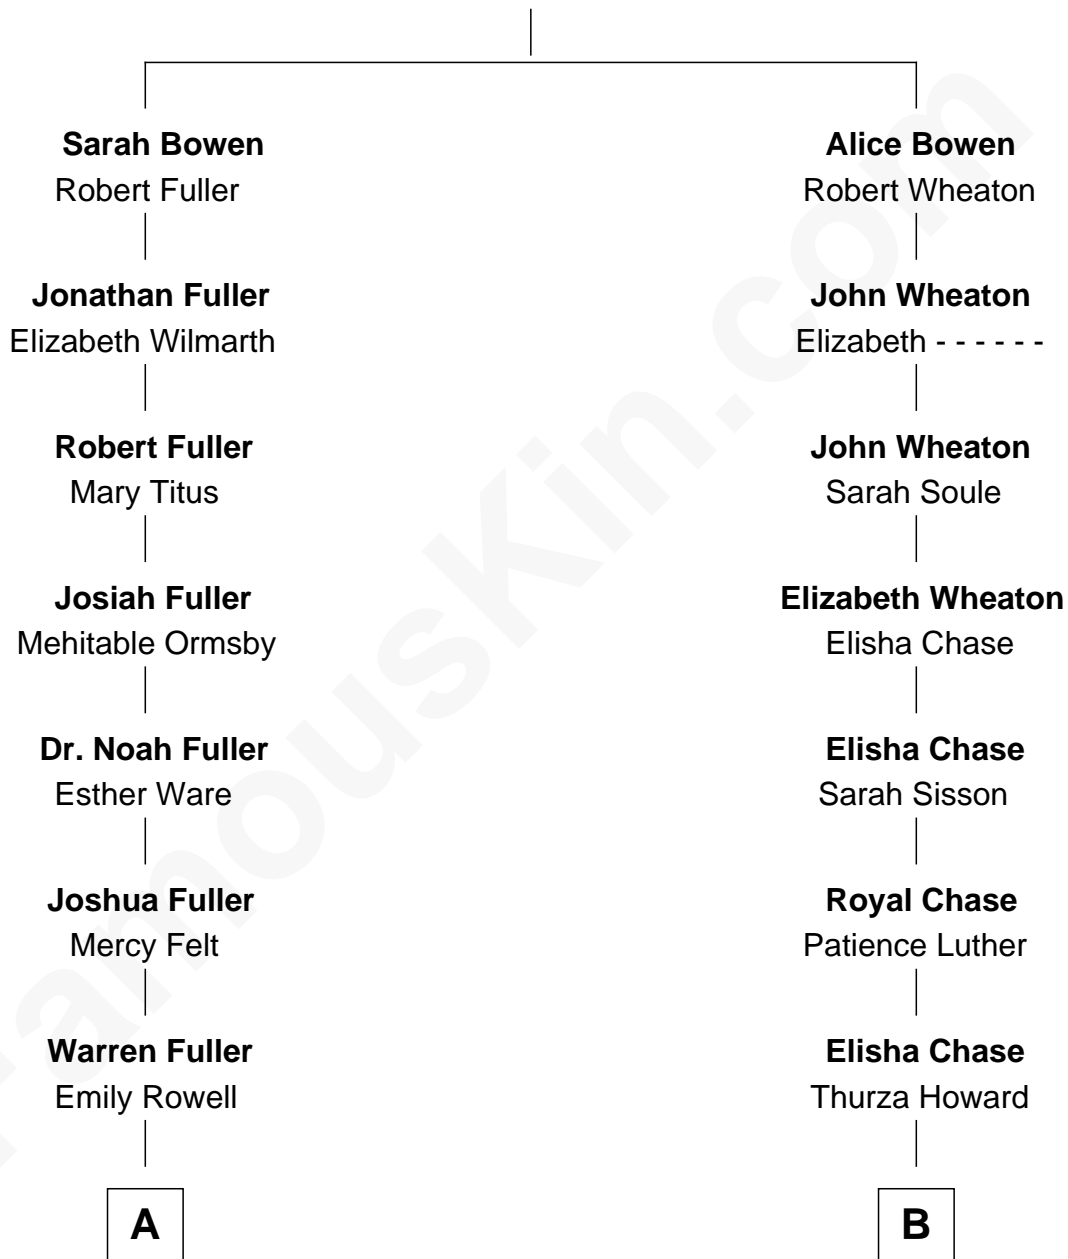 Sarah Bowen
Robert Fuller
Jonathan Fuller
Elizabeth Wilmarth
Robert Fuller
Mary Titus
Josiah Fuller
Mehitable Ormsby
Dr. Noah Fuller
Esther Ware
Joshua Fuller
Mercy Felt
Warren Fuller
Emily Rowell
A
Alice Bowen
Robert Wheaton
John Wheaton
Elizabeth - - - - - -
John Wheaton
Sarah Soule
Elizabeth Wheaton
Elisha Chase
Elisha Chase
Sarah Sisson
Royal Chase
Patience Luther
Elisha Chase
Thurza Howard
B
FamousKin.com